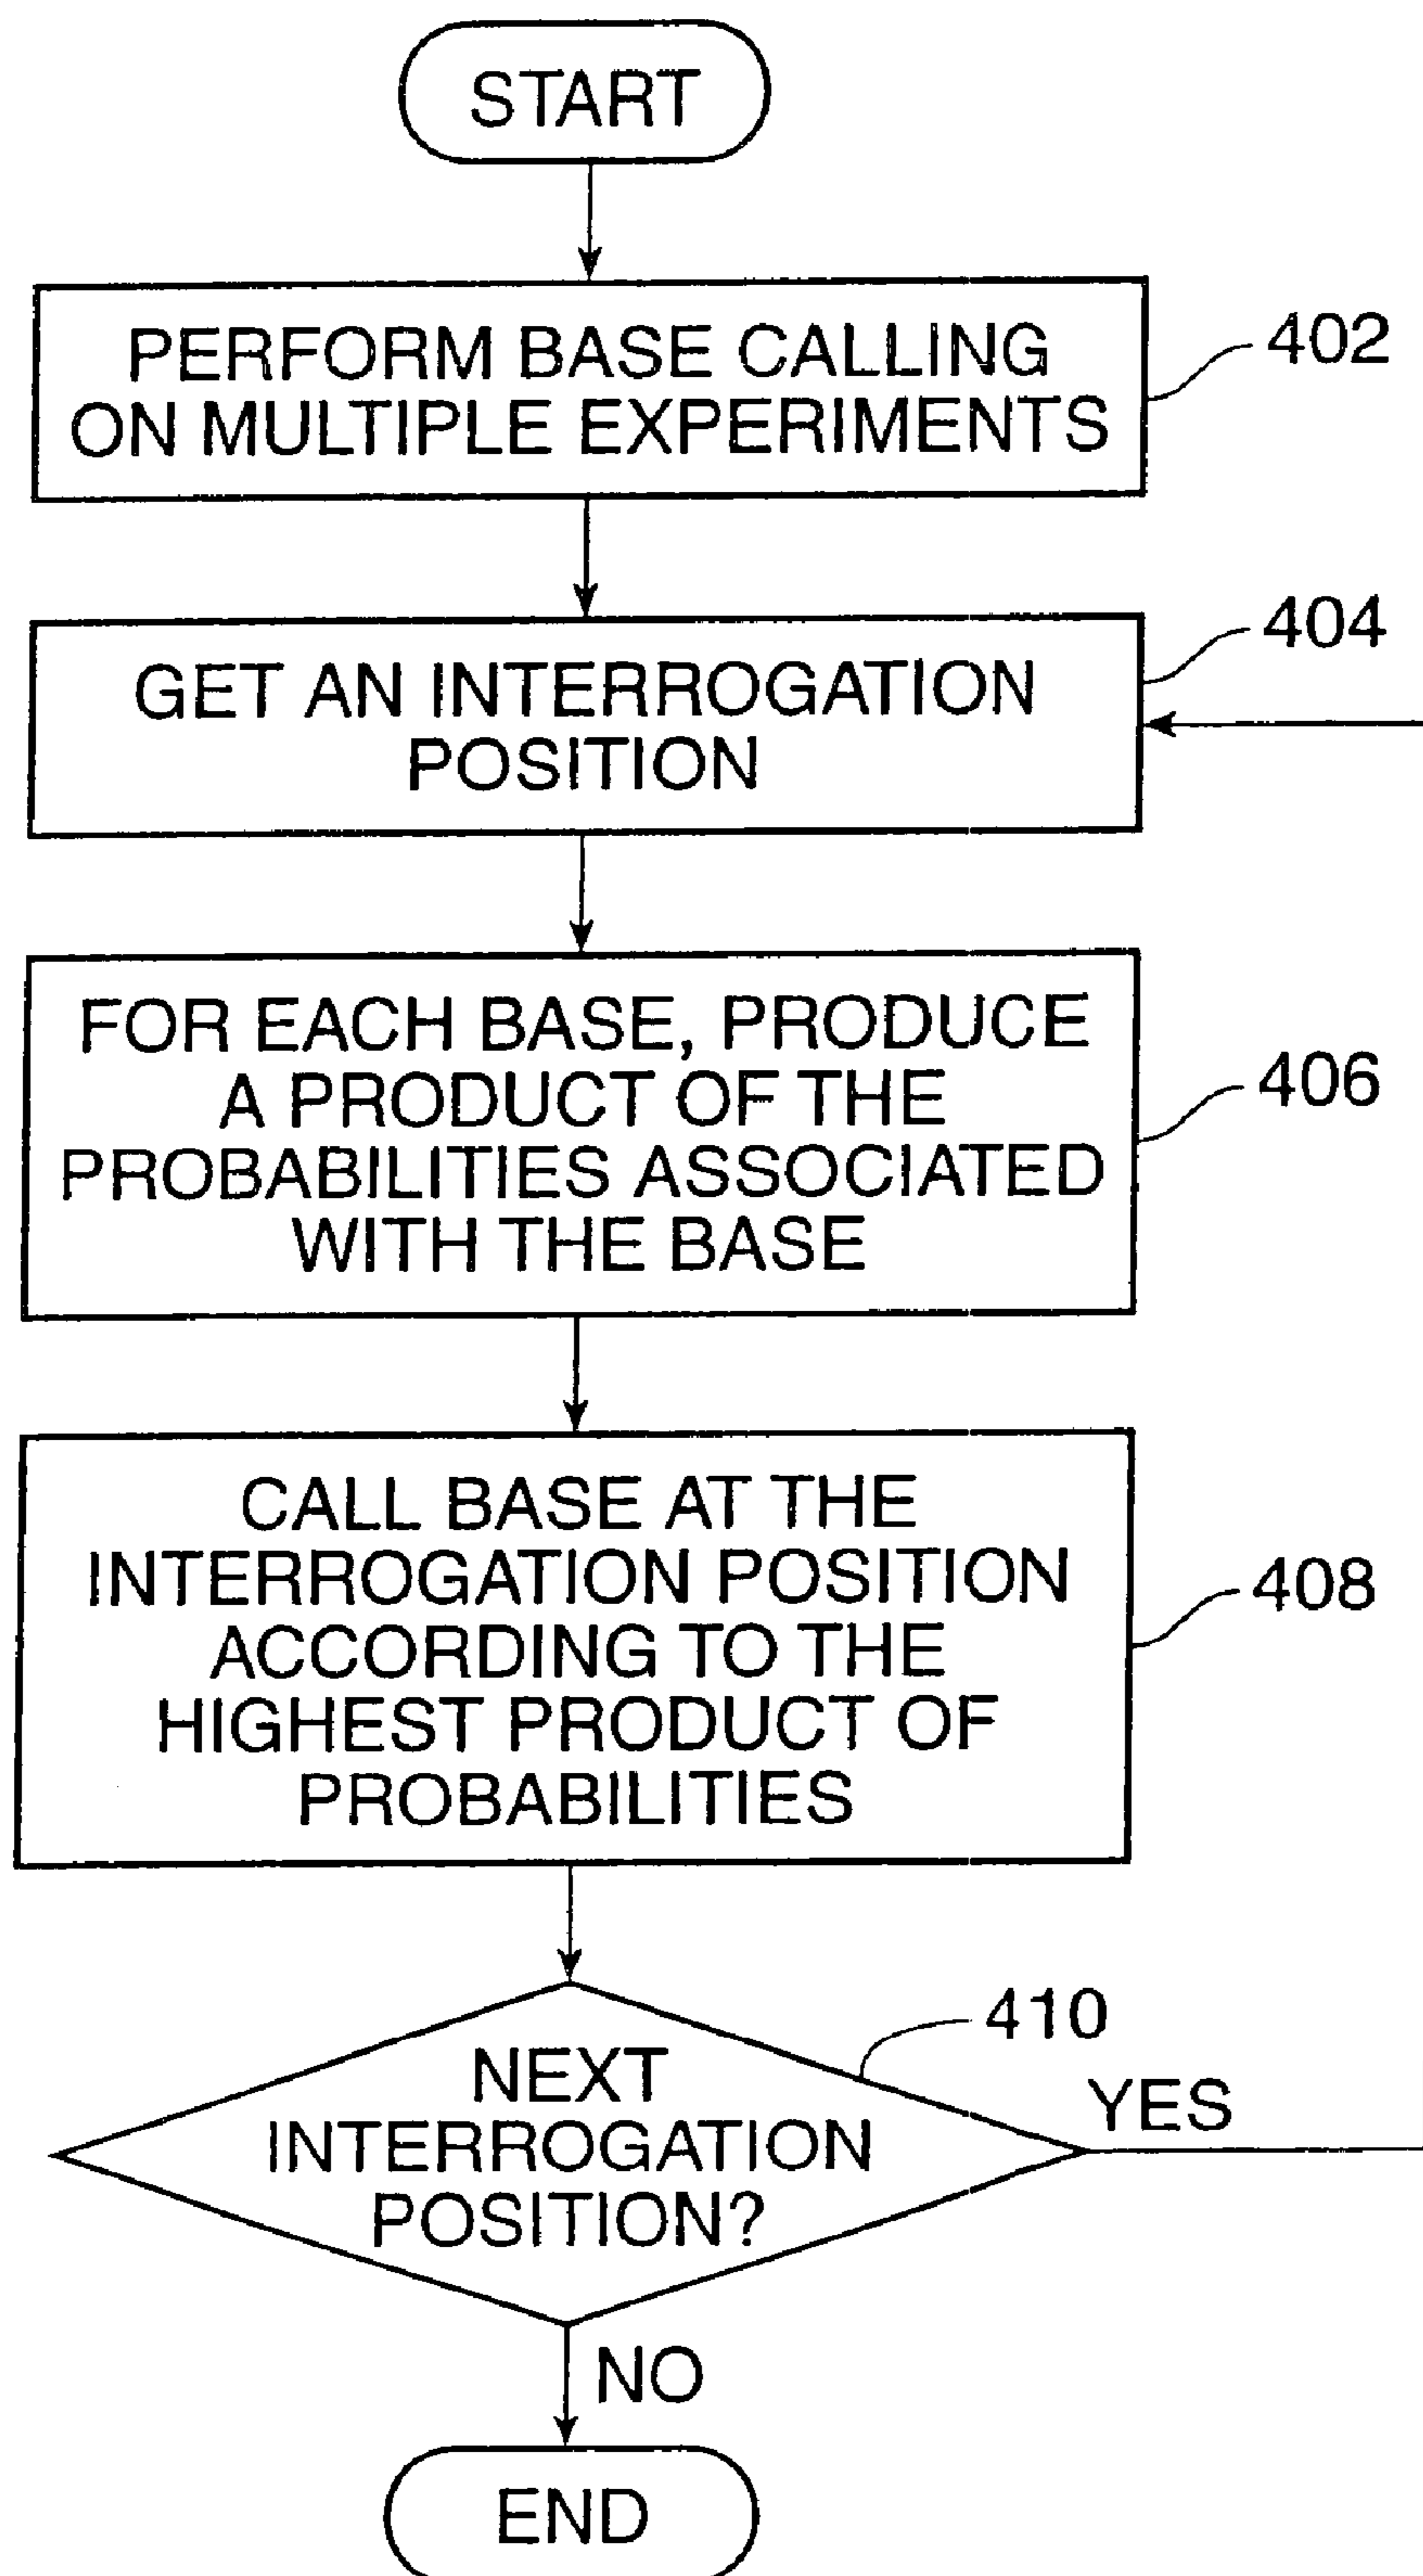 START
PERFORM BASE CALLING
ON MULTIPLE EXPERIMENTS
402
GET AN INTERROGATION
POSITION
404
FOR EACH BASE, PRODUCE
A PRODUCT OF THE
PROBABILITIES ASSOCIATED
WITH THE BASE
406
CALL BASE AT THE
INTERROGATION POSITION
ACCORDING TO THE
HIGHEST PRODUCT OF
PROBABILITIES
408
NEXT
INTERROGATION
POSITION?
410
YES
NO
END